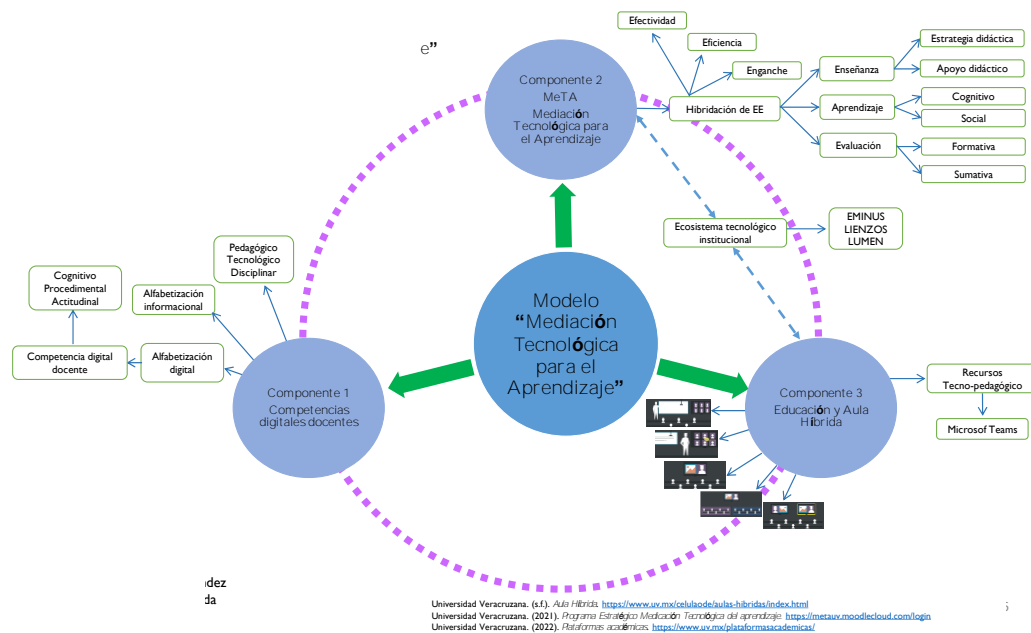 e”
Efectividad
Eficiencia
Enganche
Hibridación de EE
Enseñanza
Aprendizaje
Evaluación
Estrategia didáctica
Apoyo didáctico
Cognitivo
Social
Formativa
Sumativa
Componente 2
MeTA
Mediación
Tecnológica para
el Aprendizaje
Ecosistema tecnológico
institucional
EMINUS
LIENZOS
LUMEN
Pedagógico
Tecnológico
Disciplinar
Cognitivo
Procedimental
Actitudinal
Alfabetización
informacional
Competencia digital
docente
Alfabetización
digital
Modelo
“Mediación
Tecnológica
para el
Aprendizaje”
Componente 1
Competencias
digitales docentes
Componente 3
Educación y Aula
Híbrida
Recursos
Tecno-pedagógico
Microsof Teams
ndez
da
Universidad Veracruzana. (s.f.). Aula Híbrida. https://www.uv.mx/celulaode/aulas-hibridas/index.html
Universidad Veracruzana. (2021). Programa Estratégico Medicación Tecnológica del aprendizaje. https://metauv.moodlecloud.com/login
Universidad Veracruzana. (2022). Plataformas académicas. https://www.uv.mx/plataformasacademicas/